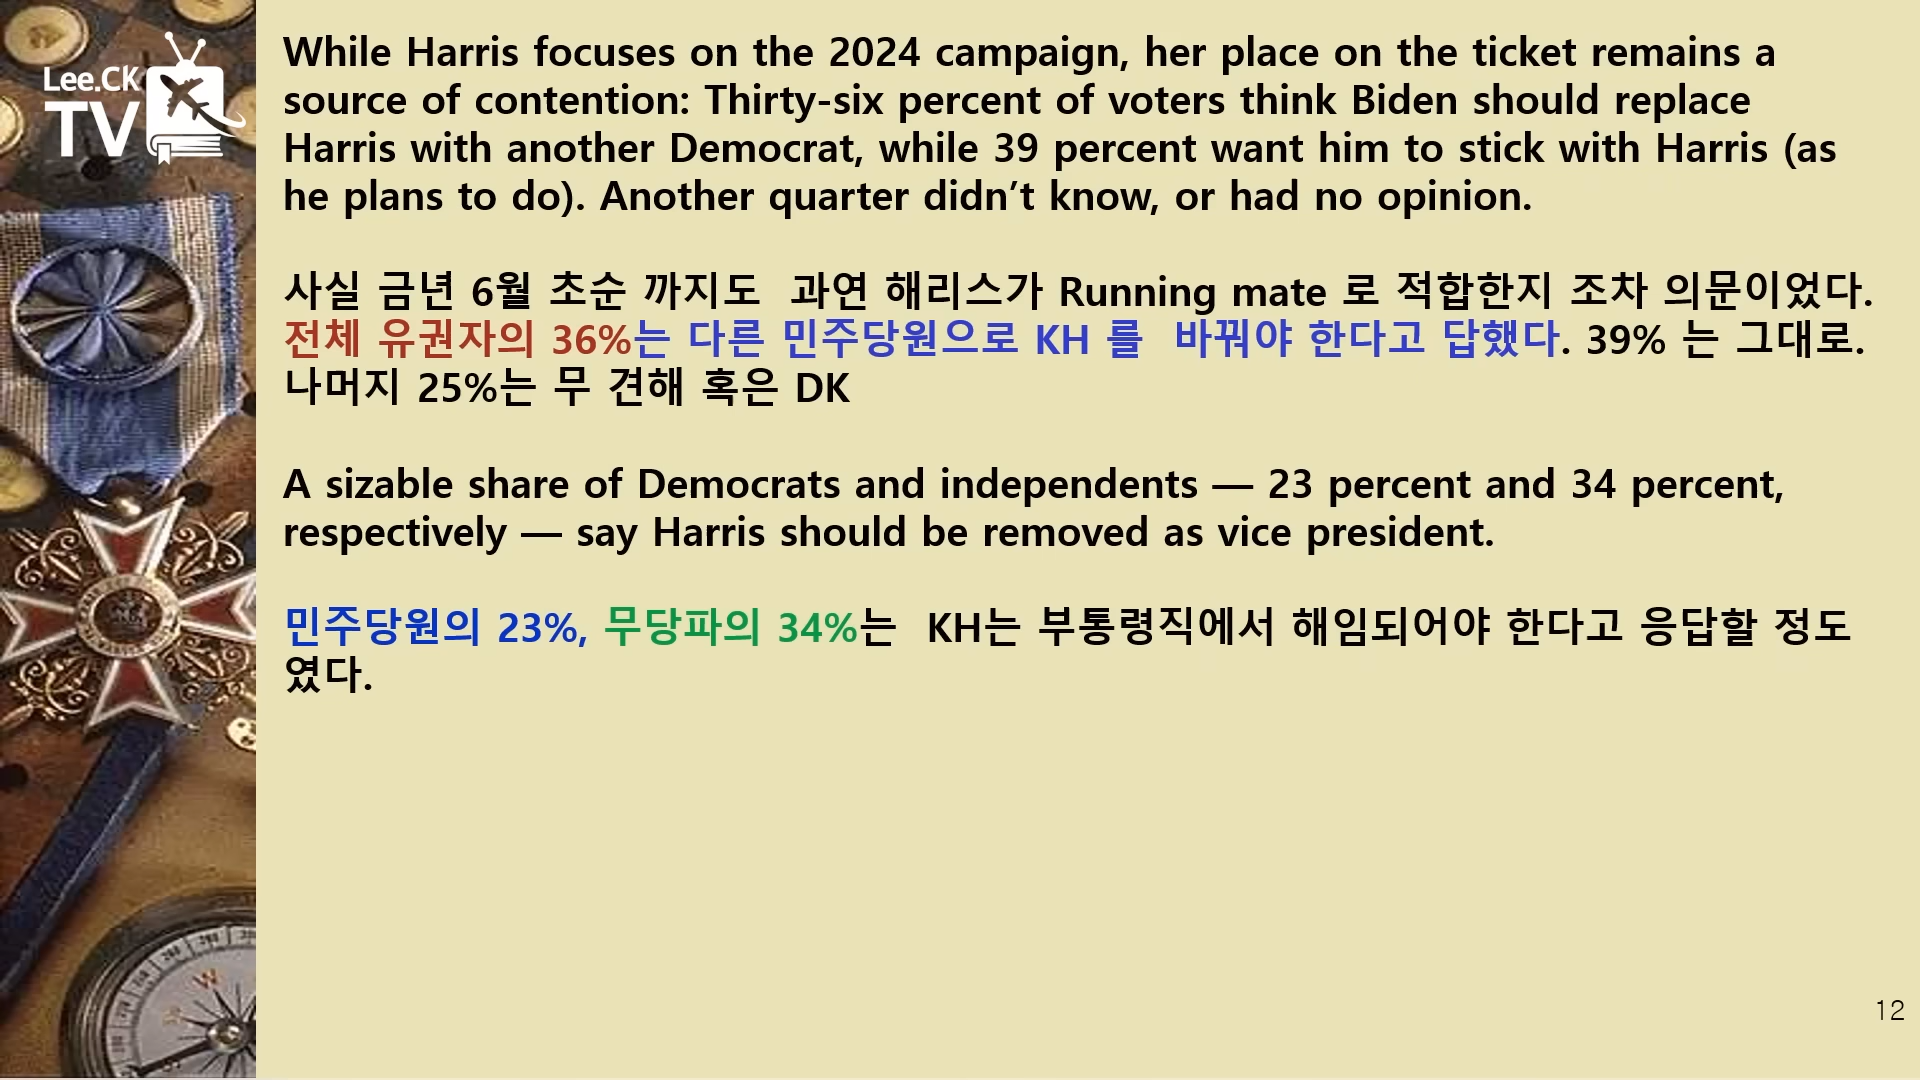 Lee.CK
TV
While Harris focuses on the 2024 campaign, her place on the ticket remains a
source of contention: Thirty-six percent of voters think Biden should replace
Harris with another Democrat, while 39 percent want him to stick with Harris (as
he plans to do). Another quarter didn’t know, or had no opinion.
사실 금년 6월 초순 까지도 과연 해리스가 Running mate 로 적합한지 조차 의문이었다.
전체 유권자의 36%는 다른 민주당원으로 KH 를 바꿔야 한다고 답했다. 39% 는 그대로.
나머지 25%는 무 견해 혹은 DK
A sizable share of Democrats and independents — 23 percent and 34 percent,
respectively — say Harris should be removed as vice president.
민주당원의 23%, 무당파의 34%는 KH는 부통령직에서 해임되어야 한다고 응답할 정도
였다.
W
12